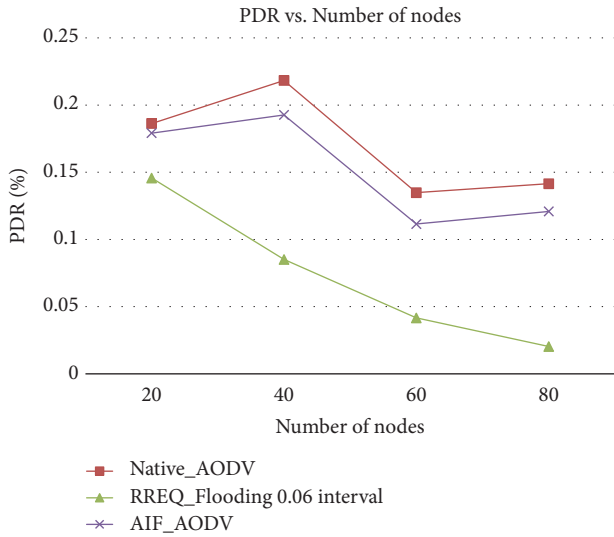 PDR vs. Number of nodes
0.25
0.2
0.15
0.1
0.05
0
PDR (%)
20 40 60 80
Number of nodes
Native_AODV
RREQ_Flooding 0.06 interval
AIF_AODV